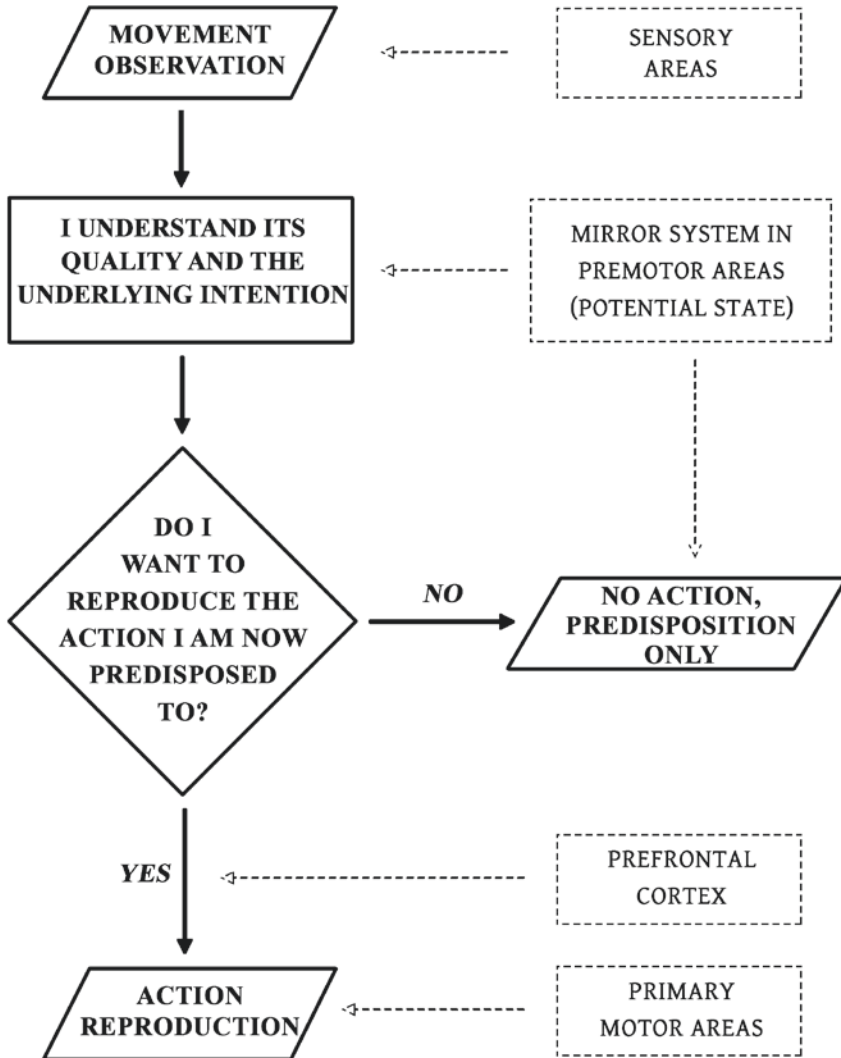 MOVEMENT
OBSERVATION
SENSORY
AREAS
I UNDERSTAND ITS
QUALITY AND THE
UNDERLYING INTENTION
MIRROR SYSTEM IN
PREMOTOR AREAS
(POTENTIAL STATE)
DO I
WANT TO
REPRODUCE THE
ACTION I AM NOW
PREDISPOSED
TO?
NO
NO ACTION,
PREDISPOSITION
ONLY
YES
PREFRONTAL
CORTEX
ACTION
REPRODUCTION
PRIMARY
MOTOR AREAS